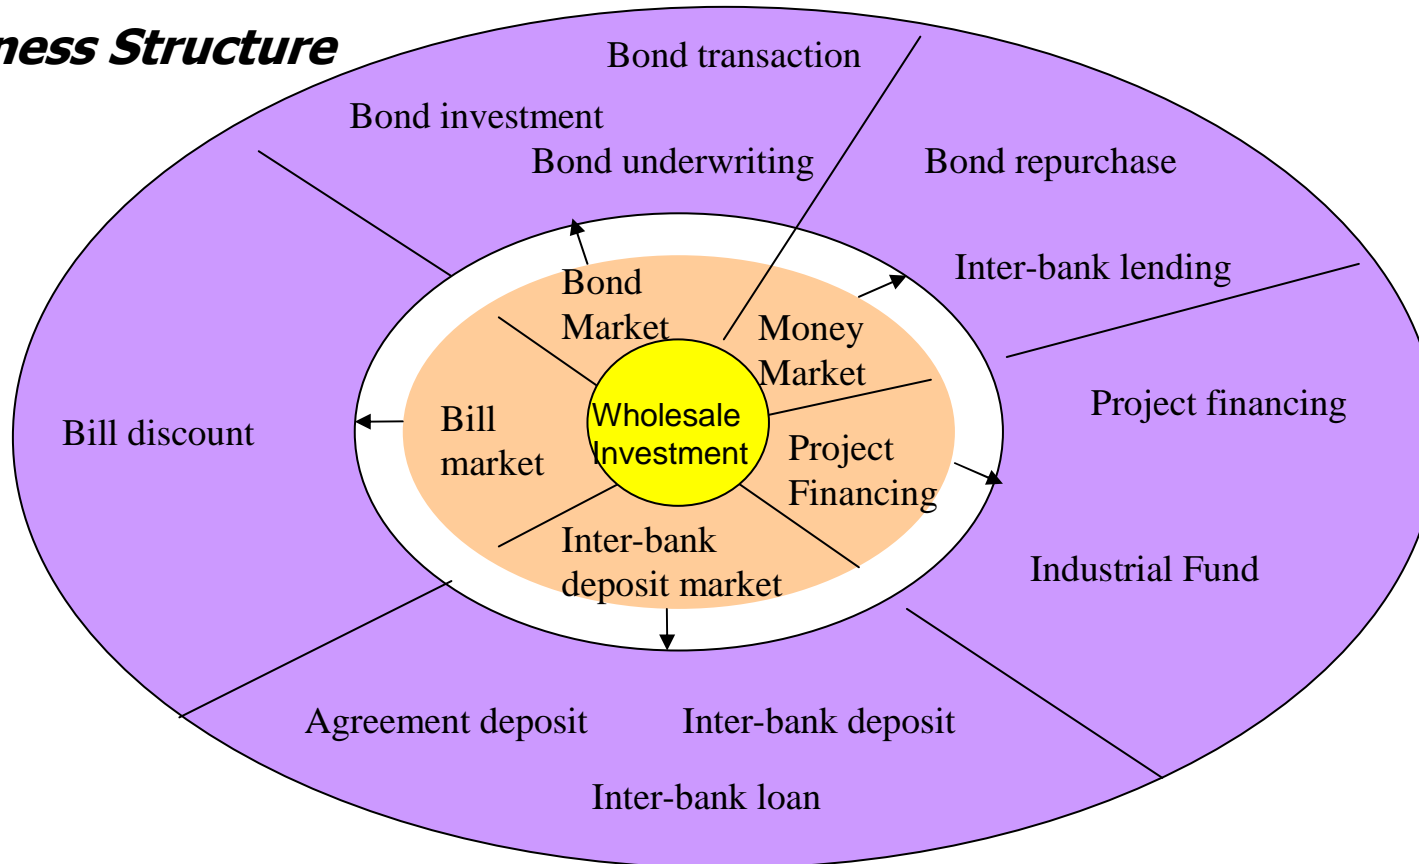 ness Structure
Bond transaction
Bond investment
Bond underwriting
Bond repurchase
Inter-bank lending
Bond
Market
Money
Market
Project financing
Bill discount
Bill
market
Wholesale
Investment
Project
Financing
Inter-bank
deposit market
Industrial Fund
Agreement deposit
Inter-bank deposit
Inter-bank loan